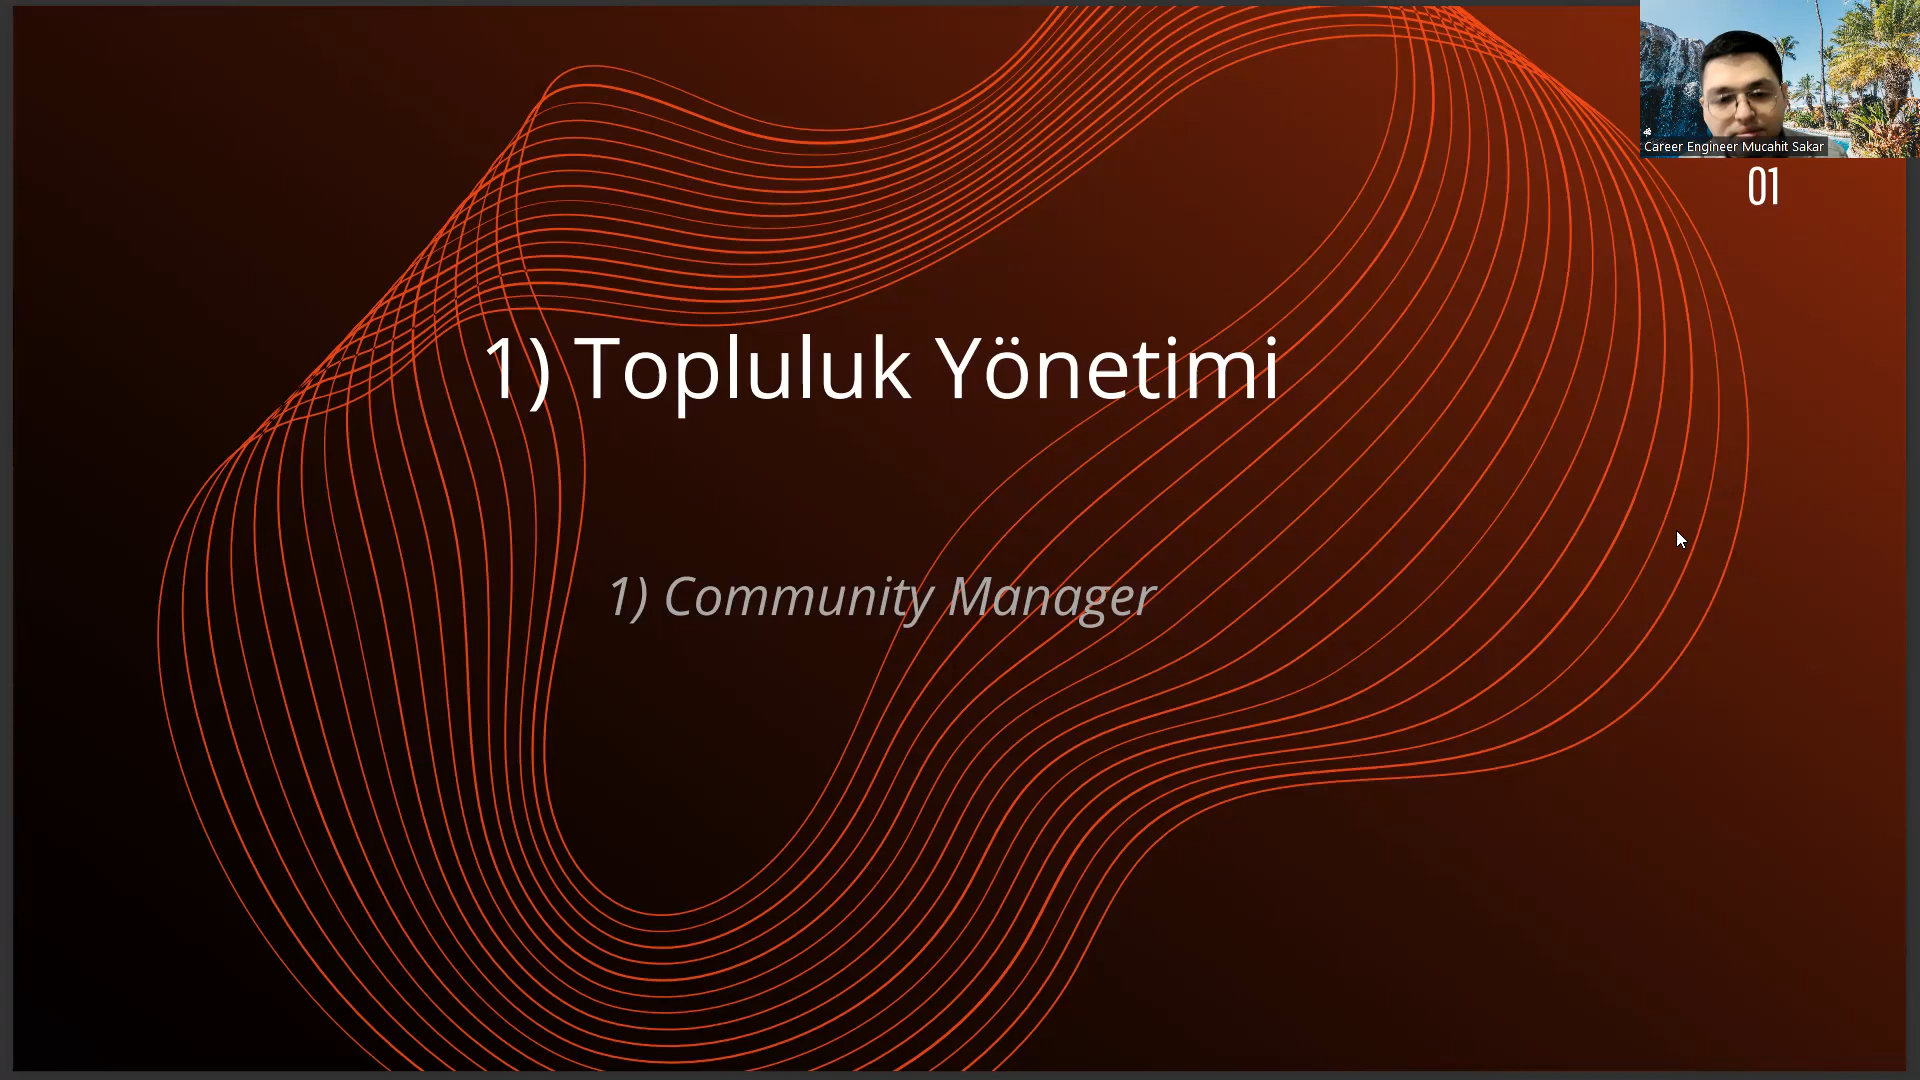 Career Engineer Mucahit Sakar
01
1) Topluluk Yönetimi
1) Community Manager